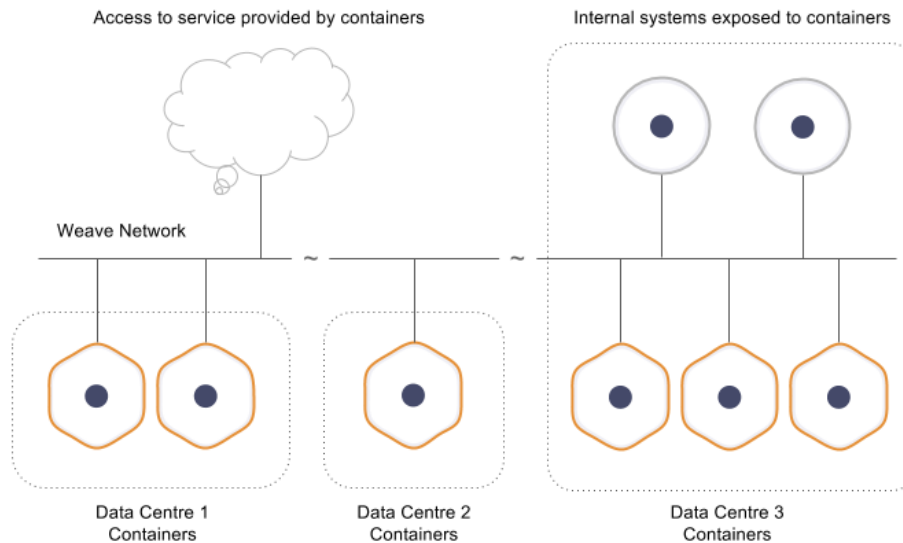 Access to service provided by containers
Internal systems exposed to containers
Weave Network
~
~
Data Centre 1
Containers
Data Centre 2
Containers
Data Centre 3
Containers